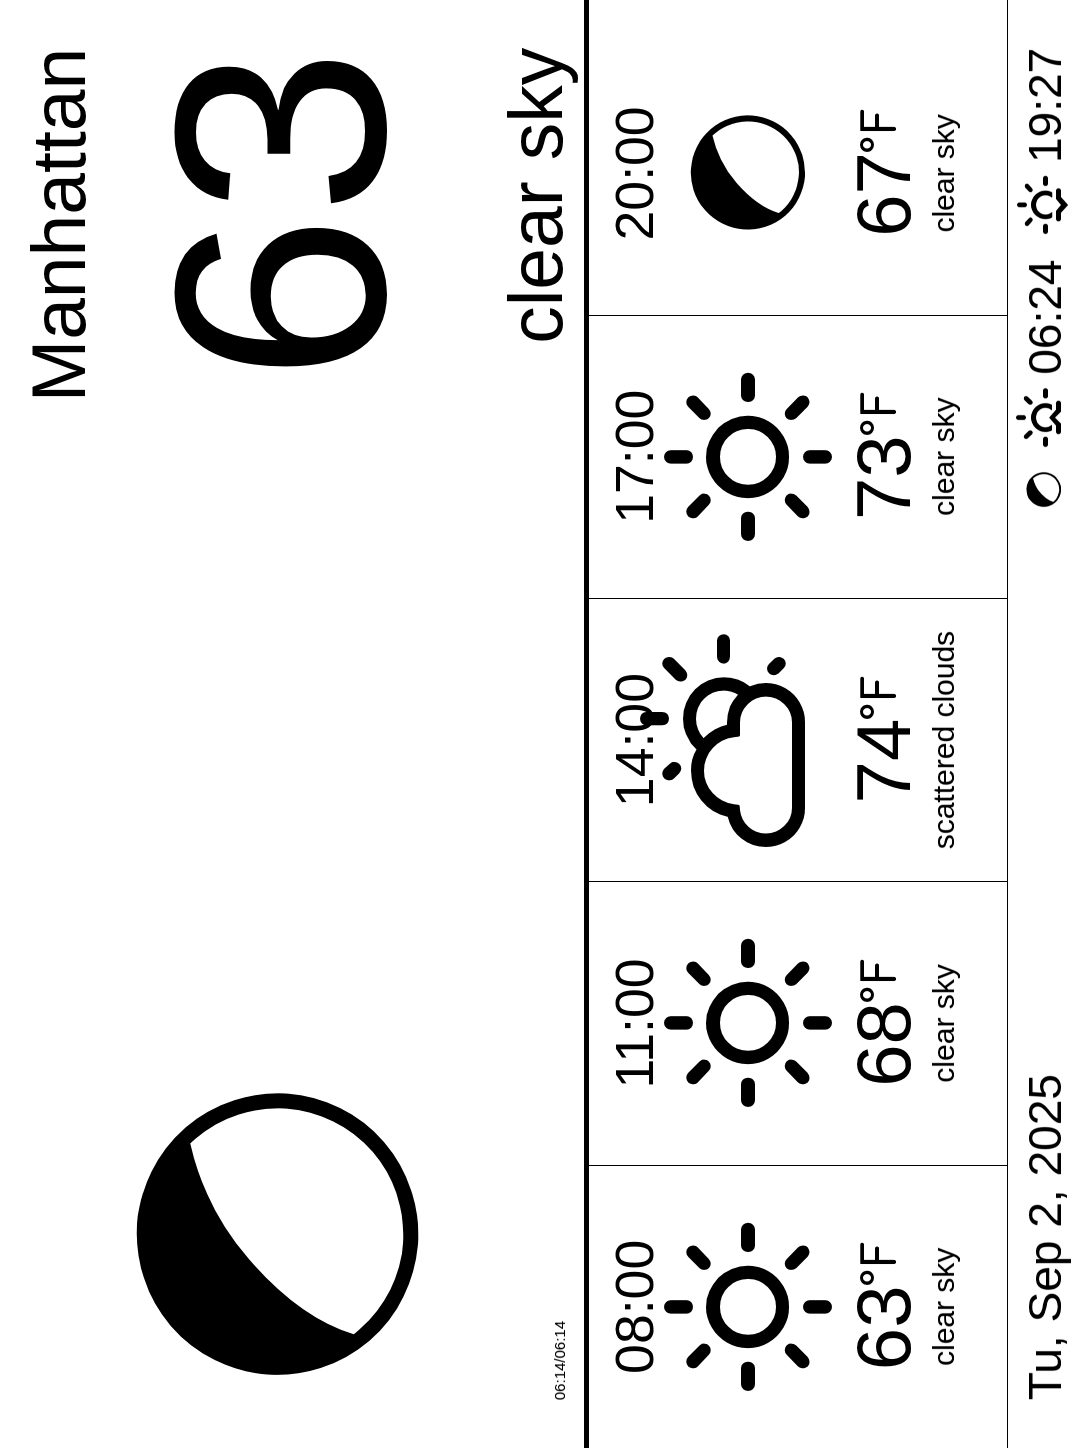 Manhattan
63
06:14/06:14
clear sky
08:00
11:00
14:00
17:00
20:00
63°F
68°F
74°F
73°F
67°F
clear sky
clear sky
scattered clouds
clear sky
clear sky
Tu, Sep 2, 2025
06:24
19:27